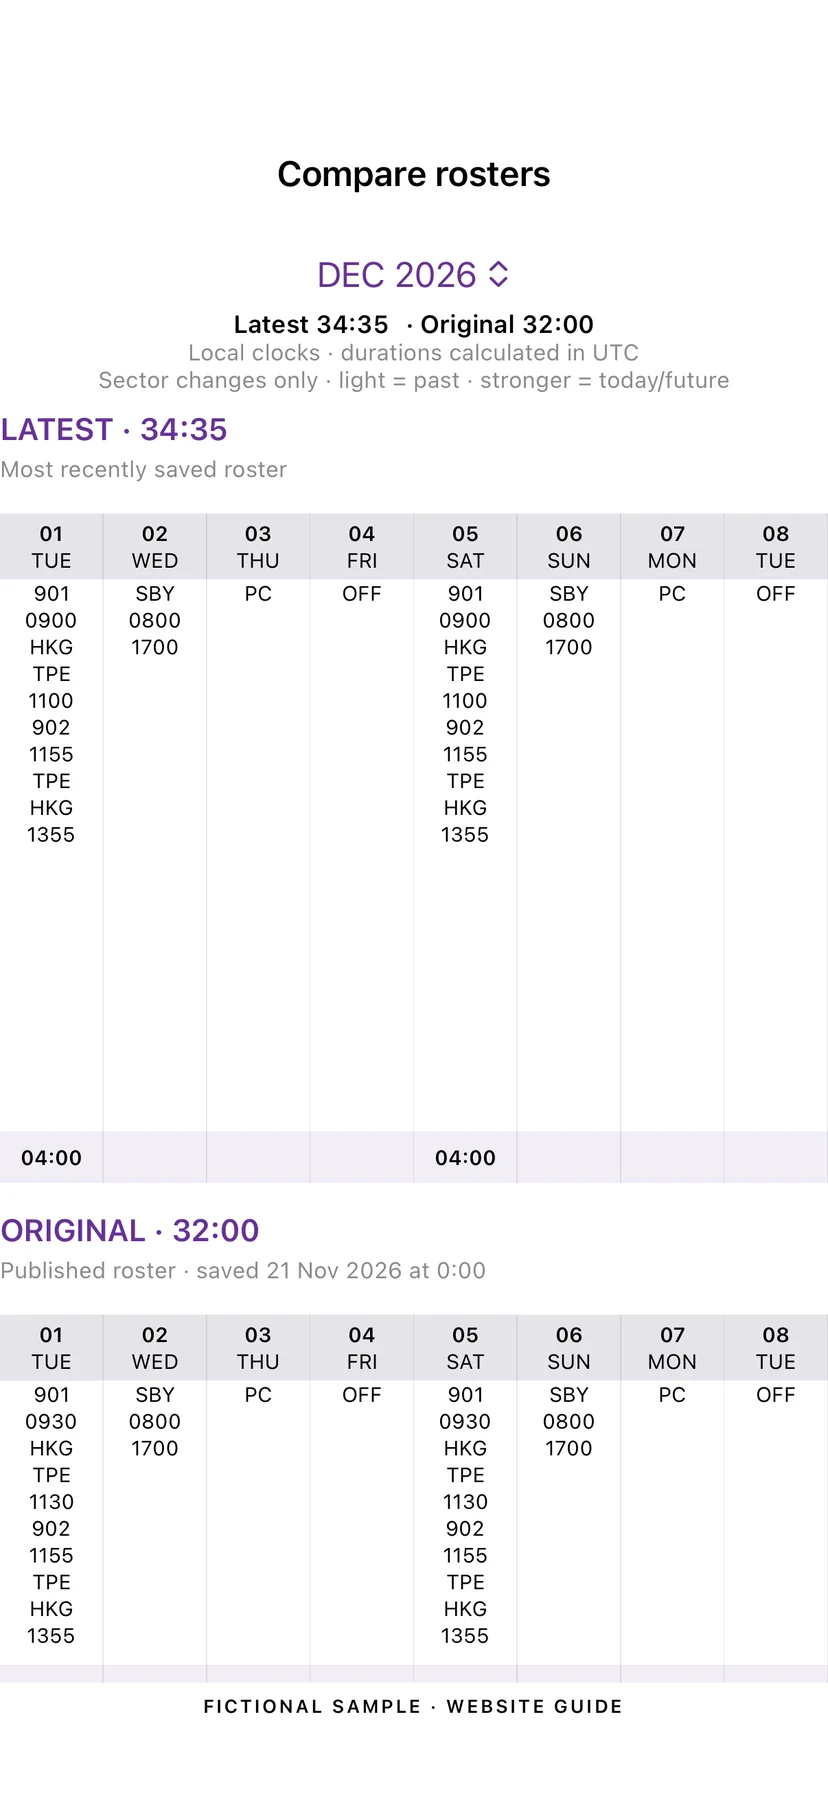 Compare rosters
DEC 2026
Latest 34:35 · Original 32:00
Local clocks · durations calculated in UTC
Sector changes only · light = past · stronger = today/future
LATEST · 34:35
Most recently saved roster
01 02 03 04 05 06 07 08
TUE WED THU FRI SAT SUN MON TUE
901 SBY PC OFF 901 SBY PC OFF
0900 0800 0900 0800
HKG 1700 HKG 1700
TPE TPE
1100 1100
902 902
1155 1155
TPE TPE
HKG HKG
1355 1355
04:00 04:00
ORIGINAL · 32:00
Published roster · saved 21 Nov 2026 at 0:00
01 02 03 04 05 06 07 08
TUE WED THU FRI SAT SUN MON TUE
901 SBY PC OFF 901 SBY PC OFF
0930 0800 0930 0800
HKG 1700 HKG 1700
TPE TPE
1130 1130
902 902
1155 1155
TPE TPE
HKG HKG
1355 1355
FICTIONAL SAMPLE · WEBSITE GUIDE